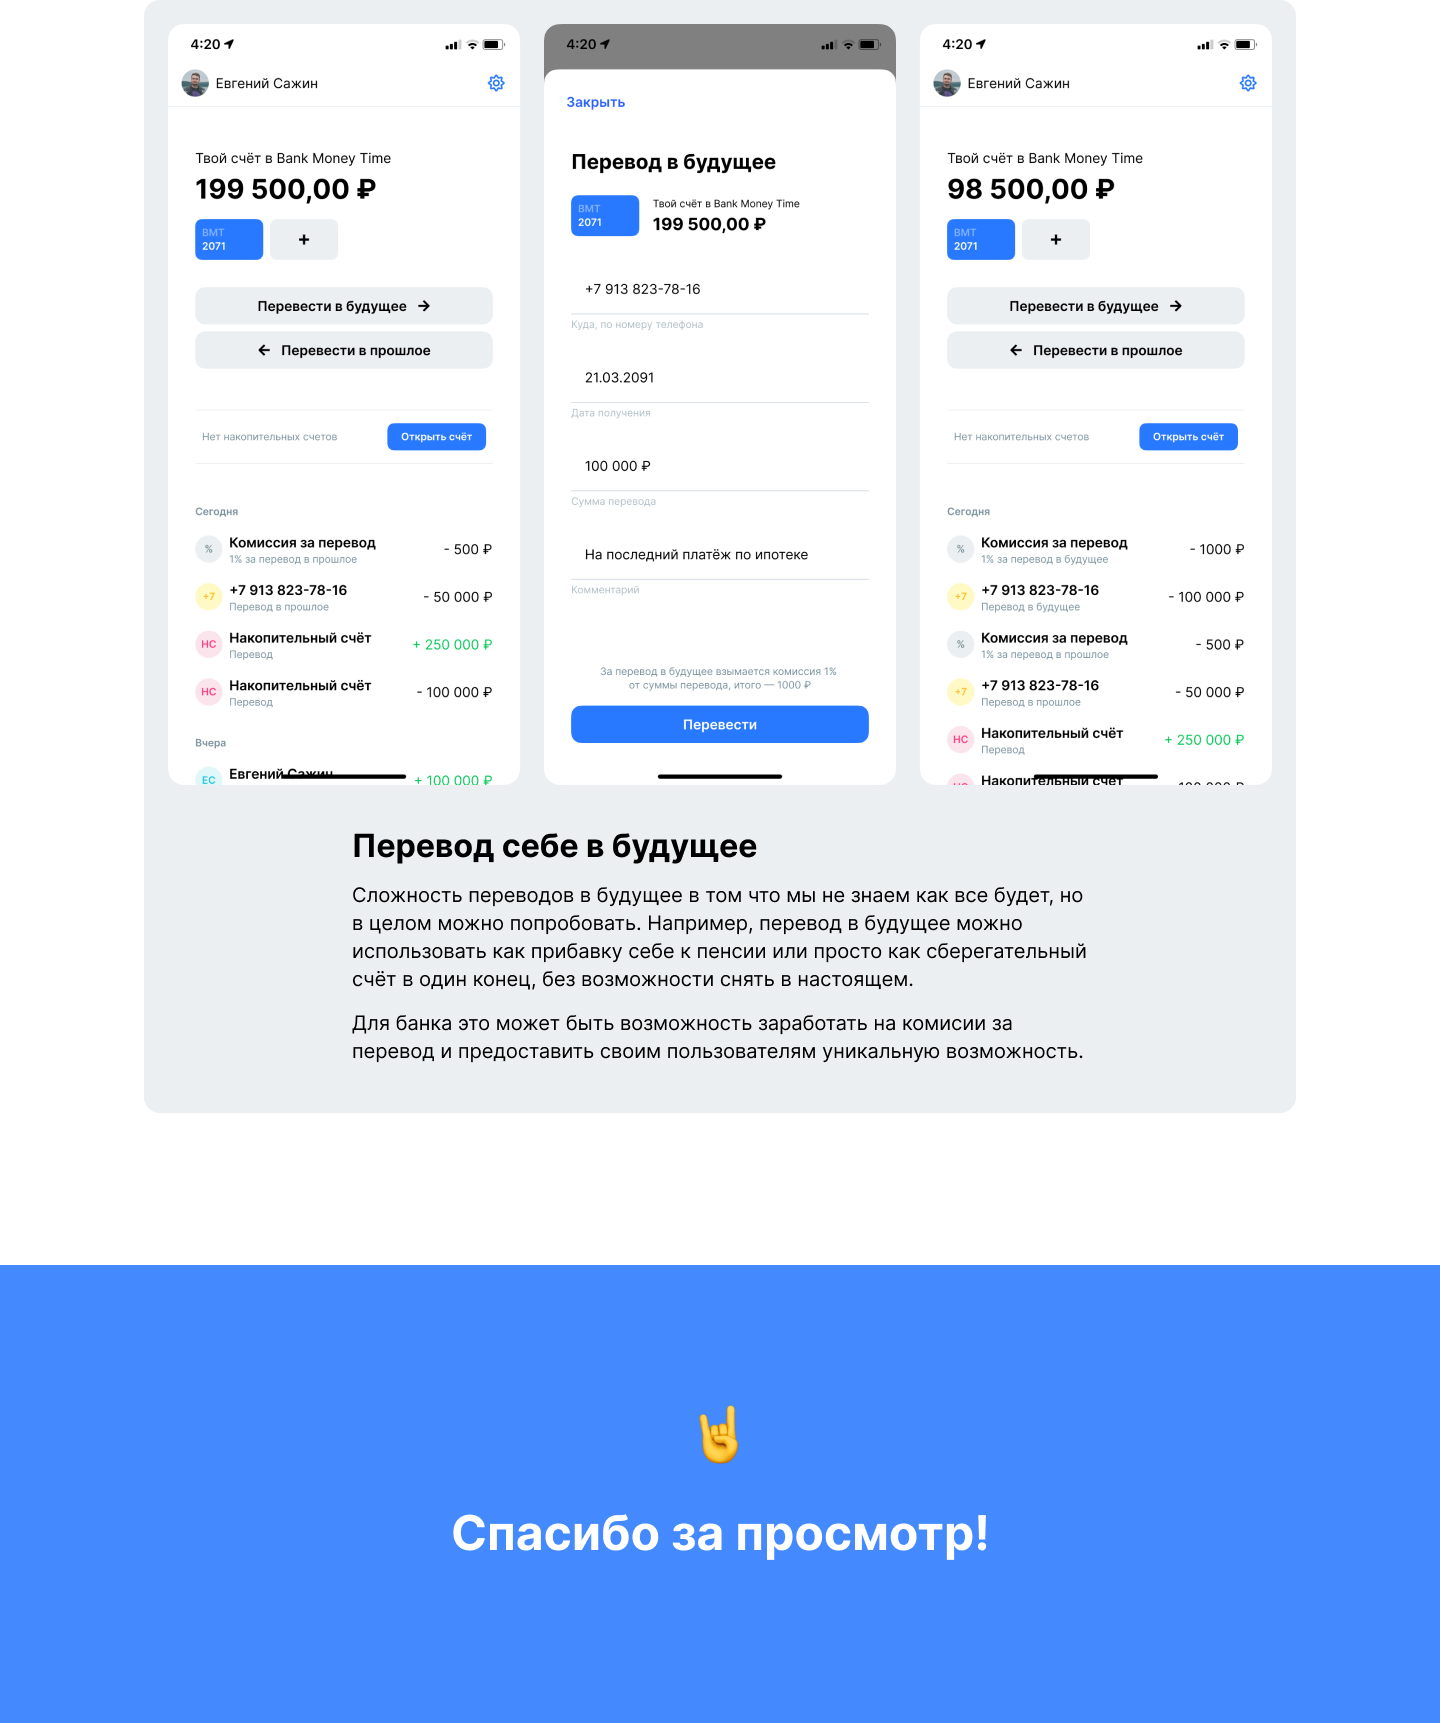 4:20
Евгений Сажин
Твой счёт в Bank Money Time
199 500,00 ₽
BMT
2071
+
Перевести в будущее →
← Перевести в прошлое
Нет накопительных счетов
Открыть счёт
Сегодня
%
Комиссия за перевод
1% за перевод в прошлое
- 500 ₽
+7
+7 913 823-78-16
Перевод в прошлое
- 50 000 ₽
НС
Накопительный счёт
Перевод
+ 250 000 ₽
НС
Накопительный счёт
Перевод
- 100 000 ₽
Вчера
ЕС
Евгений Сажин
+ 100 000 ₽
4:20
Закрыть
Перевод в будущее
BMT
2071
Твой счёт в Bank Money Time
199 500,00 ₽
+7 913 823-78-16
Куда, по номеру телефона
21.03.2091
Дата получения
100 000 ₽
Сумма перевода
На последний платёж по ипотеке
Комментарий
За перевод в будущее взымается комиссия 1%
от суммы перевода, итого — 1000 ₽
Перевести
4:20
Евгений Сажин
Твой счёт в Bank Money Time
98 500,00 ₽
BMT
2071
+
Перевести в будущее →
← Перевести в прошлое
Нет накопительных счетов
Открыть счёт
Сегодня
%
Комиссия за перевод
1% за перевод в будущее
- 1000 ₽
+7
+7 913 823-78-16
Перевод в будущее
- 100 000 ₽
%
Комиссия за перевод
1% за перевод в прошлое
- 500 ₽
+7
+7 913 823-78-16
Перевод в прошлое
- 50 000 ₽
НС
Накопительный счёт
Перевод
+ 250 000 ₽
НС
Накопительный счёт
- 100 000 ₽
Перевод себе в будущее
Сложность переводов в будущее в том что мы не знаем как все будет, но
в целом можно попробовать. Например, перевод в будущее можно
использовать как прибавку себе к пенсии или просто как сберегательный
счёт в один конец, без возможности снять в настоящем.
Для банка это может быть возможность заработать на комисии за
перевод и предоставить своим пользователям уникальную возможность.
Спасибо за просмотр!